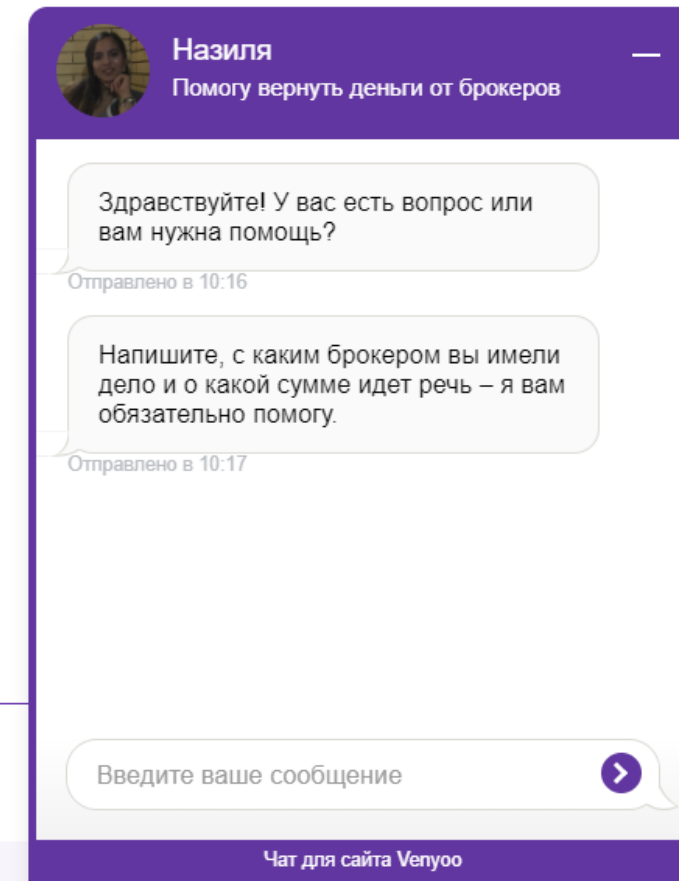 Назиля
Помогу вернуть деньги от брокеров
Здравствуйте! У вас есть вопрос или
вам нужна помощь?
Отправлено в 10:16
Напишите, с каким брокером вы имели
дело и о какой сумме идет речь – я вам
обязательно помогу.
Отправлено в 10:17
Введите ваше сообщение
Чат для сайта Venyoo